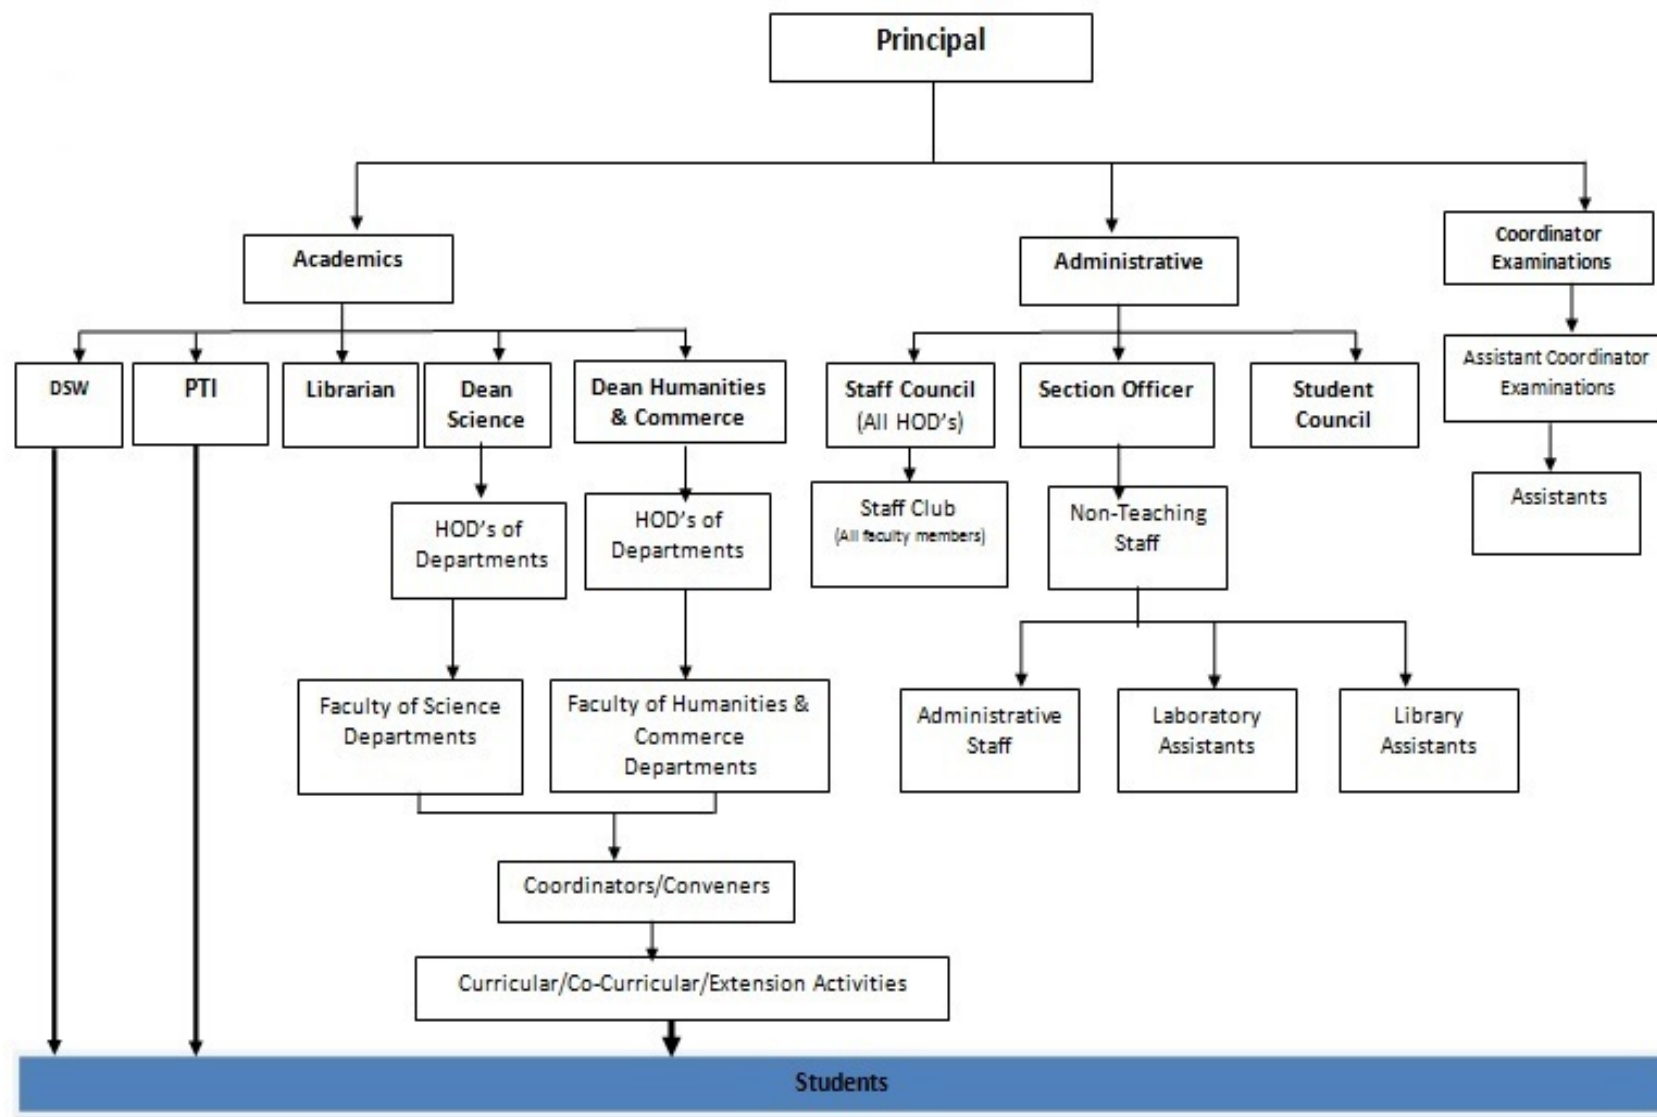 Principal
Academics
Administrative
Coordinator
Examinations
DSW
PTI
Librarian
Dean
Science
Dean Humanities
& Commerce
Staff Council
(All HOD's)
Section Officer
Student
Council
Assistant Coordinator
Examinations
HOD's of
Departments
HOD's of
Departments
Staff Club
(All faculty members)
Non-Teaching
Staff
Assistants
Faculty of Science
Departments
Faculty of Humanities &
Commerce
Departments
Administrative
Staff
Laboratory
Assistants
Library
Assistants
Coordinators/Conveners
Curricular/Co-Curricular/Extension Activities
Students